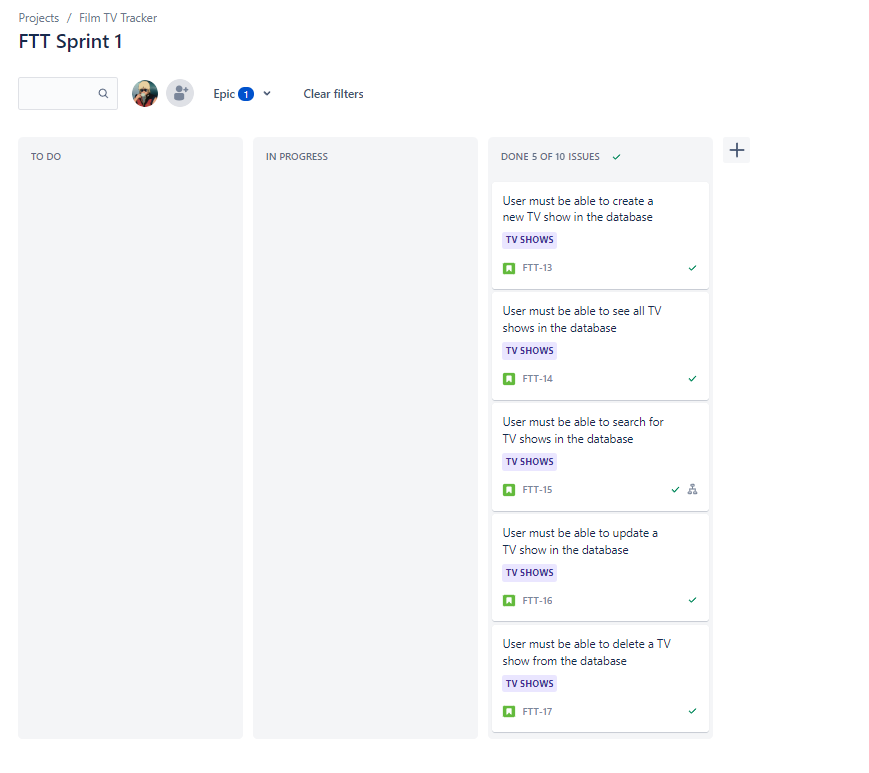 Projects / Film TV Tracker
FTT Sprint 1
Epic 1
Clear filters
TO DO
IN PROGRESS
DONE 5 OF 10 ISSUES
User must be able to create a
new TV show in the database
TV SHOWS
FTT-13
User must be able to see all TV
shows in the database
TV SHOWS
FTT-14
User must be able to search for
TV shows in the database
TV SHOWS
FTT-15
User must be able to update a
TV show in the database
TV SHOWS
FTT-16
User must be able to delete a TV
show from the database
TV SHOWS
FTT-17